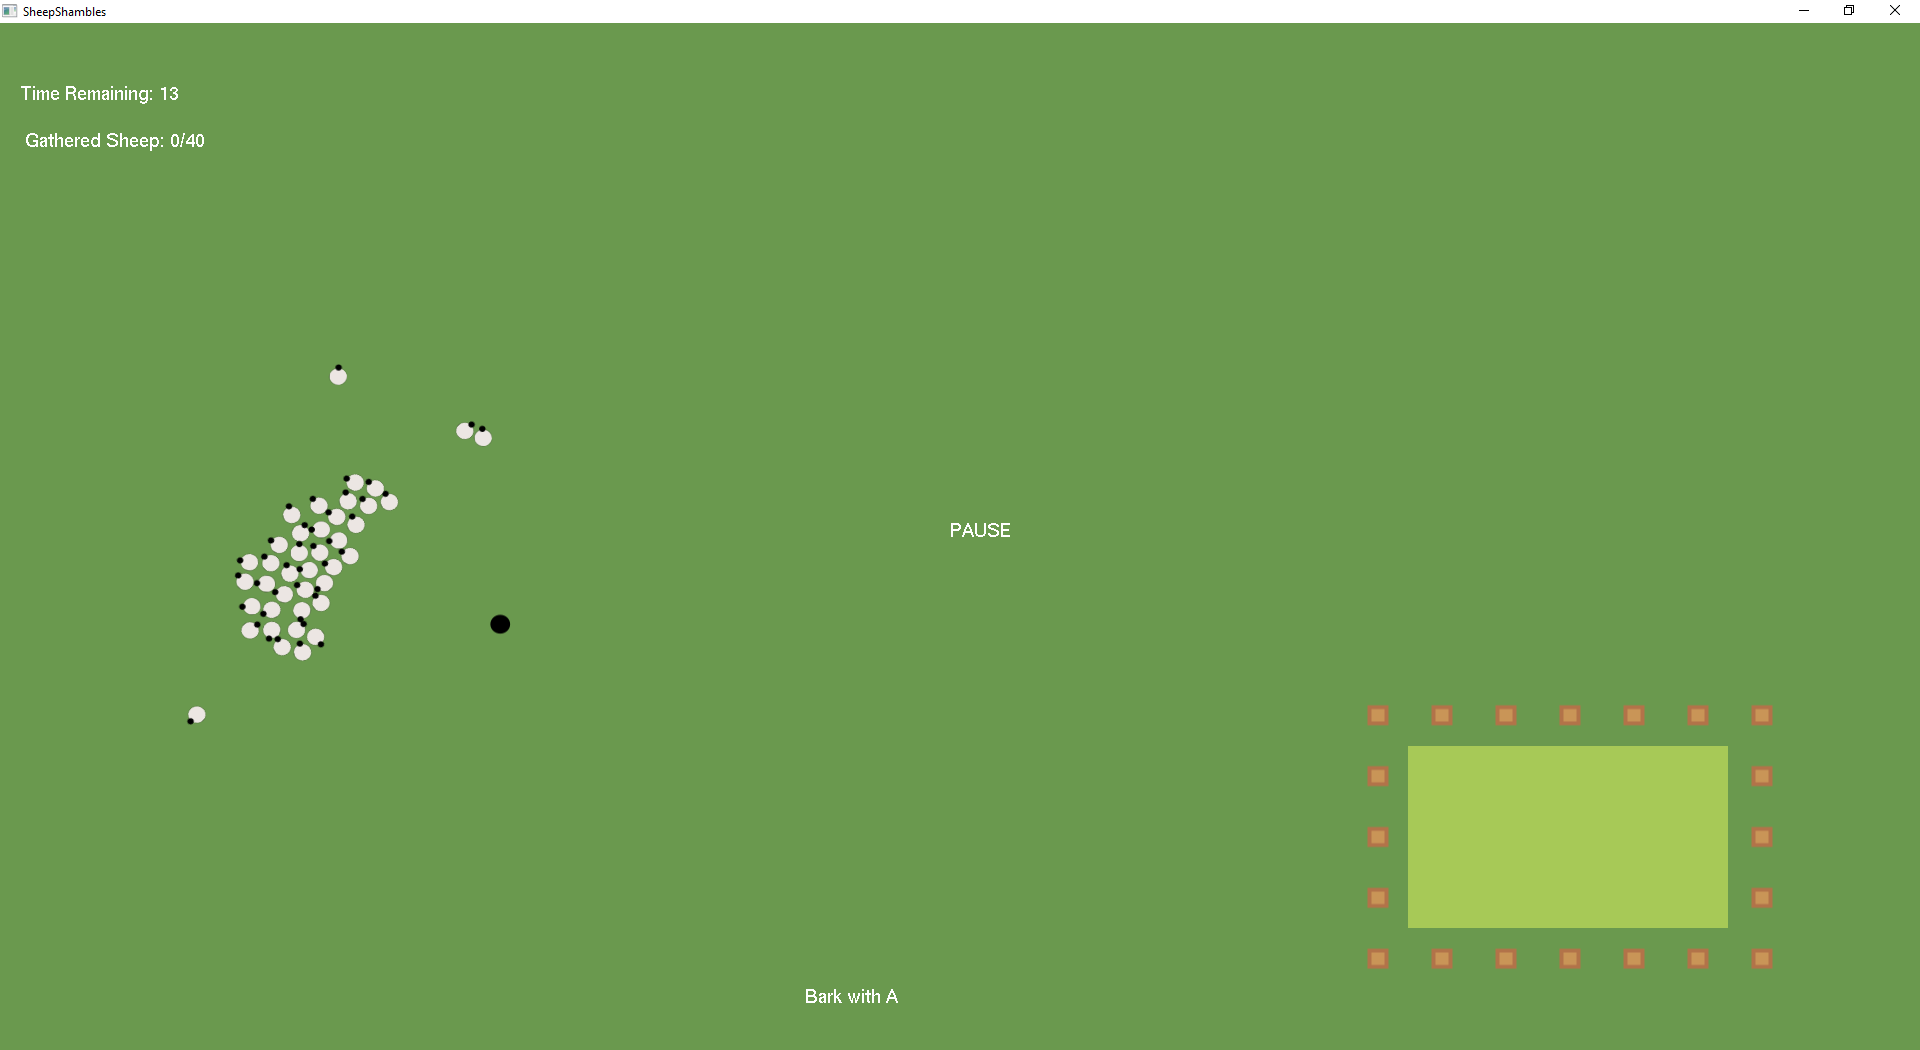 SheepShambles
Time Remaining: 13
Gathered Sheep: 0/40
PAUSE
Bark with A